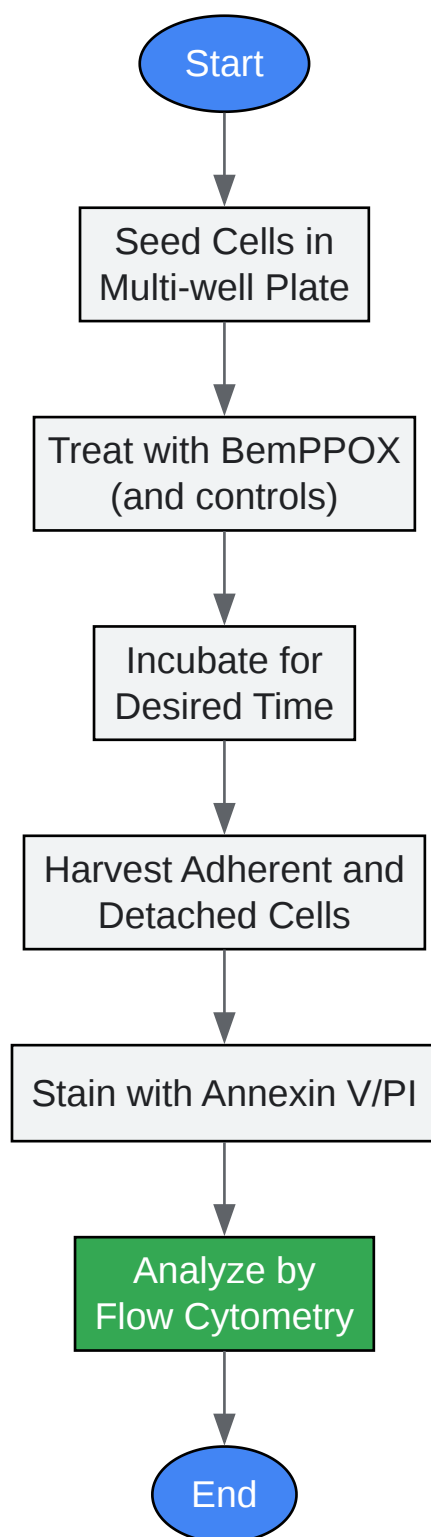 Start
Seed Cells in
Multi-well Plate
Treat with BemPPOX
(and controls)
Incubate for
Desired Time
Harvest Adherent and
Detached Cells
Stain with Annexin V/PI
Analyze by
Flow Cytometry
End